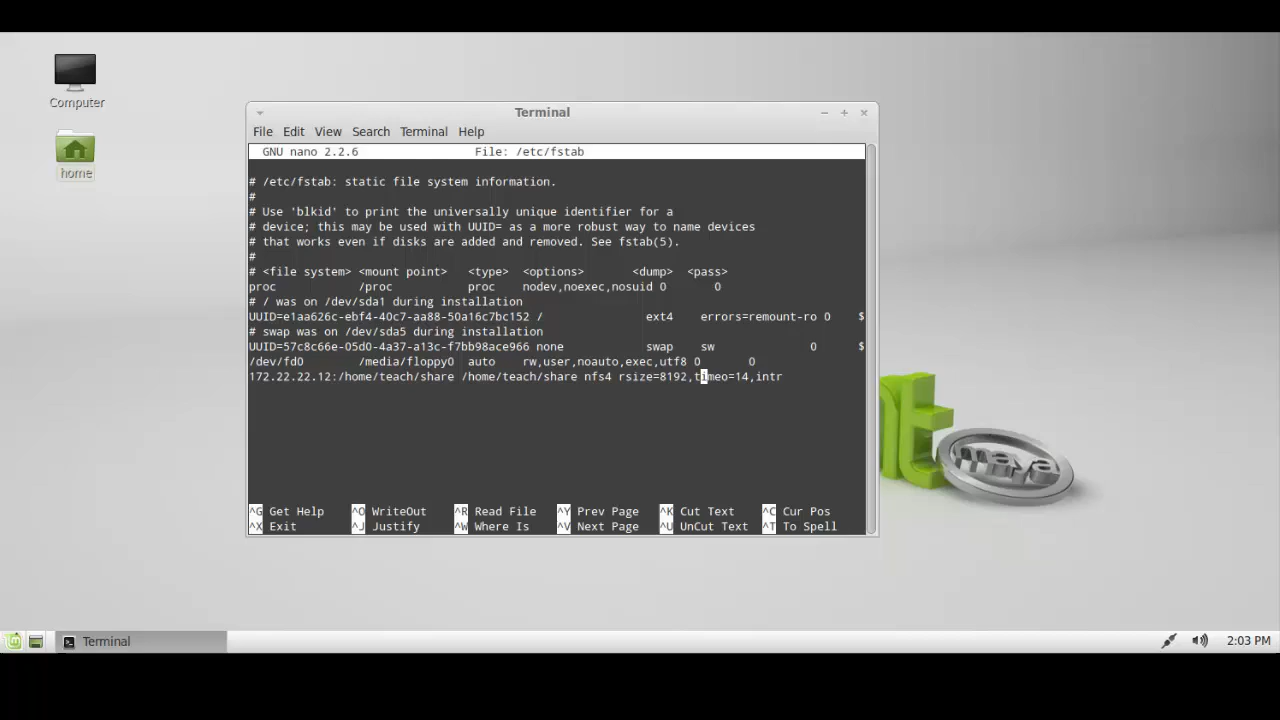 Computer
home
Terminal
File Edit View Search Terminal Help
GNU nano 2.2.6 File: /etc/fstab
# /etc/fstab: static file system information.
#
# Use 'blkid' to print the universally unique identifier for a
# device; this may be used with UUID= as a more robust way to name devices
# that works even if disks are added and removed. See fstab(5).
#
# <file system> <mount point> <type> <options> <dump> <pass>
proc /proc proc nodev,noexec,nosuid 0 0
# / was on /dev/sda1 during installation
UUID=e1aa626c-ebf4-40c7-aa88-50a16c7bc152 / ext4 errors=remount-ro 0 $
# swap was on /dev/sda5 during installation
UUID=57c8c66e-05d0-4a37-a13c-f7bb98ace966 none swap sw 0 $
/dev/fd0 /media/floppy0 auto rw,user,noauto,exec,utf8 0 0
172.22.22.12:/home/teach/share /home/teach/share nfs4 rsize=8192,timeo=14,intr
^G Get Help ^O WriteOut ^R Read File ^Y Prev Page ^K Cut Text ^C Cur Pos
^X Exit ^J Justify ^W Where Is ^V Next Page ^U UnCut Text ^T To Spell
maya
Terminal
2:03 PM